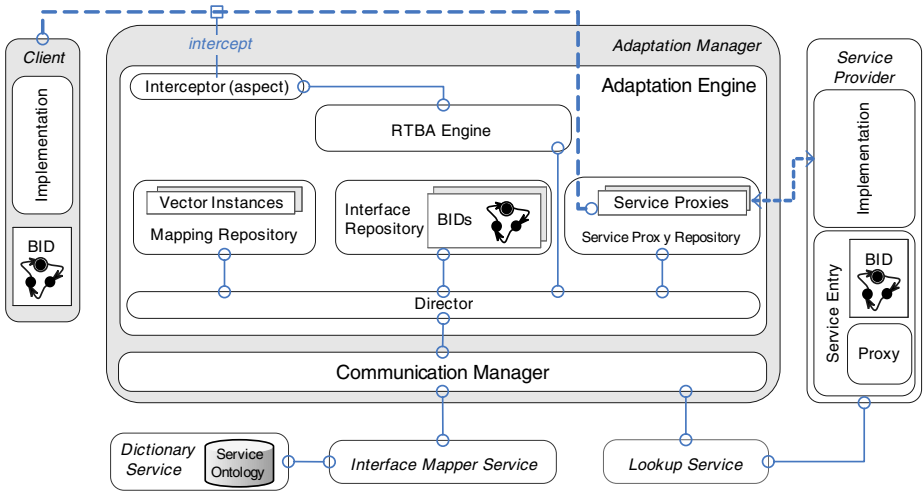 Client
Implementation
BID
intercept
Adaptation Manager
Interceptor (aspect)
Adaptation Engine
RTBA Engine
Vector Instances
Mapping Repository
Interface
Repository
BIDs
Service Proxies
Service Prox y Repository
Director
Communication Manager
Service
Provider
Implementation
Service Entry
BID
Proxy
Dictionary
Service
Service
Ontology
Interface Mapper Service
Lookup Service